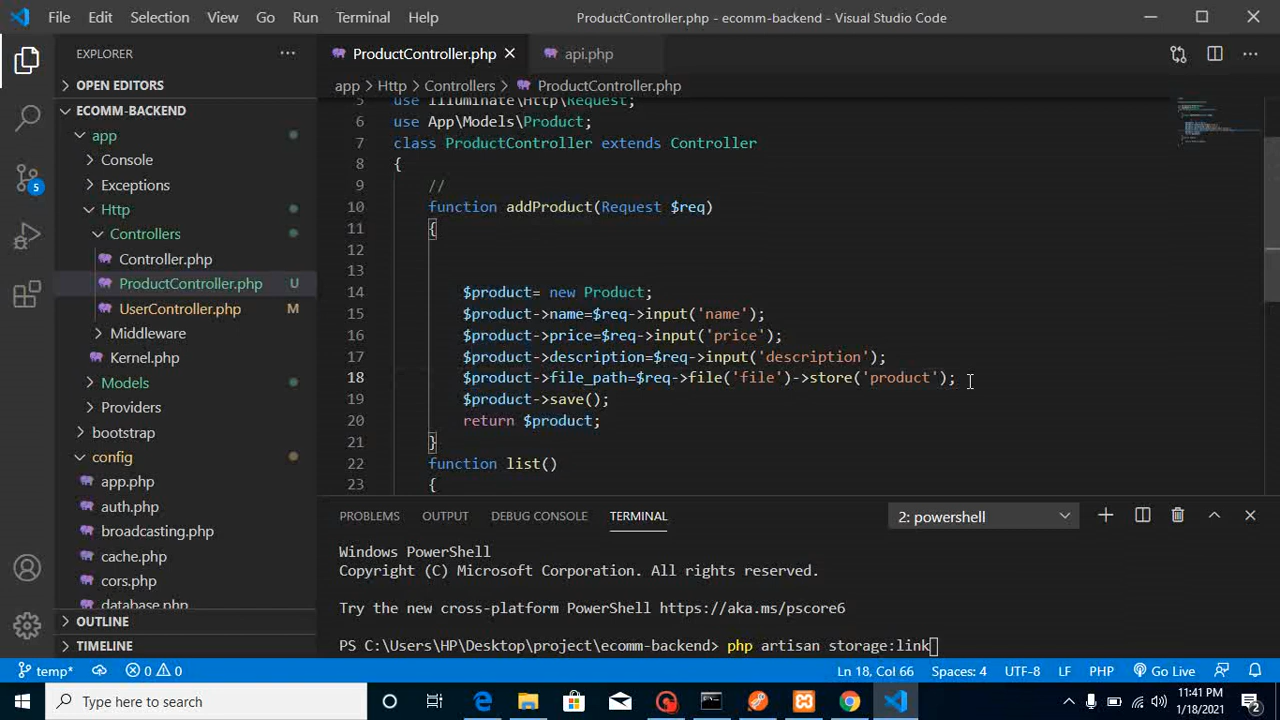 File Edit Selection View Go Run Terminal Help ProductController.php - ecomm-backend - Visual Studio Code
EXPLORER
OPEN EDITORS
ECOMM-BACKEND
app
Console
Exceptions
Http
Controllers
Controller.php
ProductController.php U
UserController.php M
Middleware
Kernel.php
Models
Providers
bootstrap
config
app.php
auth.php
broadcasting.php
cache.php
cors.php
database.php
OUTLINE
TIMELINE
5
ProductController.php api.php
app > Http > Controllers > ProductController.php
5 use Illuminate\Http\Request;
6 use App\Models\Product;
7 class ProductController extends Controller
8 {
9 //
10 function addProduct(Request $req)
11 {
12
13
14 $product= new Product;
15 $product->name=$req->input('name');
16 $product->price=$req->input('price');
17 $product->description=$req->input('description');
18 $product->file_path=$req->file('file')->store('product');
19 $product->save();
20 return $product;
21 }
22 function list()
23 {
PROBLEMS OUTPUT DEBUG CONSOLE TERMINAL 2: powershell
Windows PowerShell
Copyright (C) Microsoft Corporation. All rights reserved.
Try the new cross-platform PowerShell https://aka.ms/pscore6
PS C:\Users\HP\Desktop\project\ecomm-backend> php artisan storage:link
temp* 0 0 Ln 18, Col 66 Spaces: 4 UTF-8 LF PHP Go Live
Type here to search
11:41 PM
1/18/2021
2